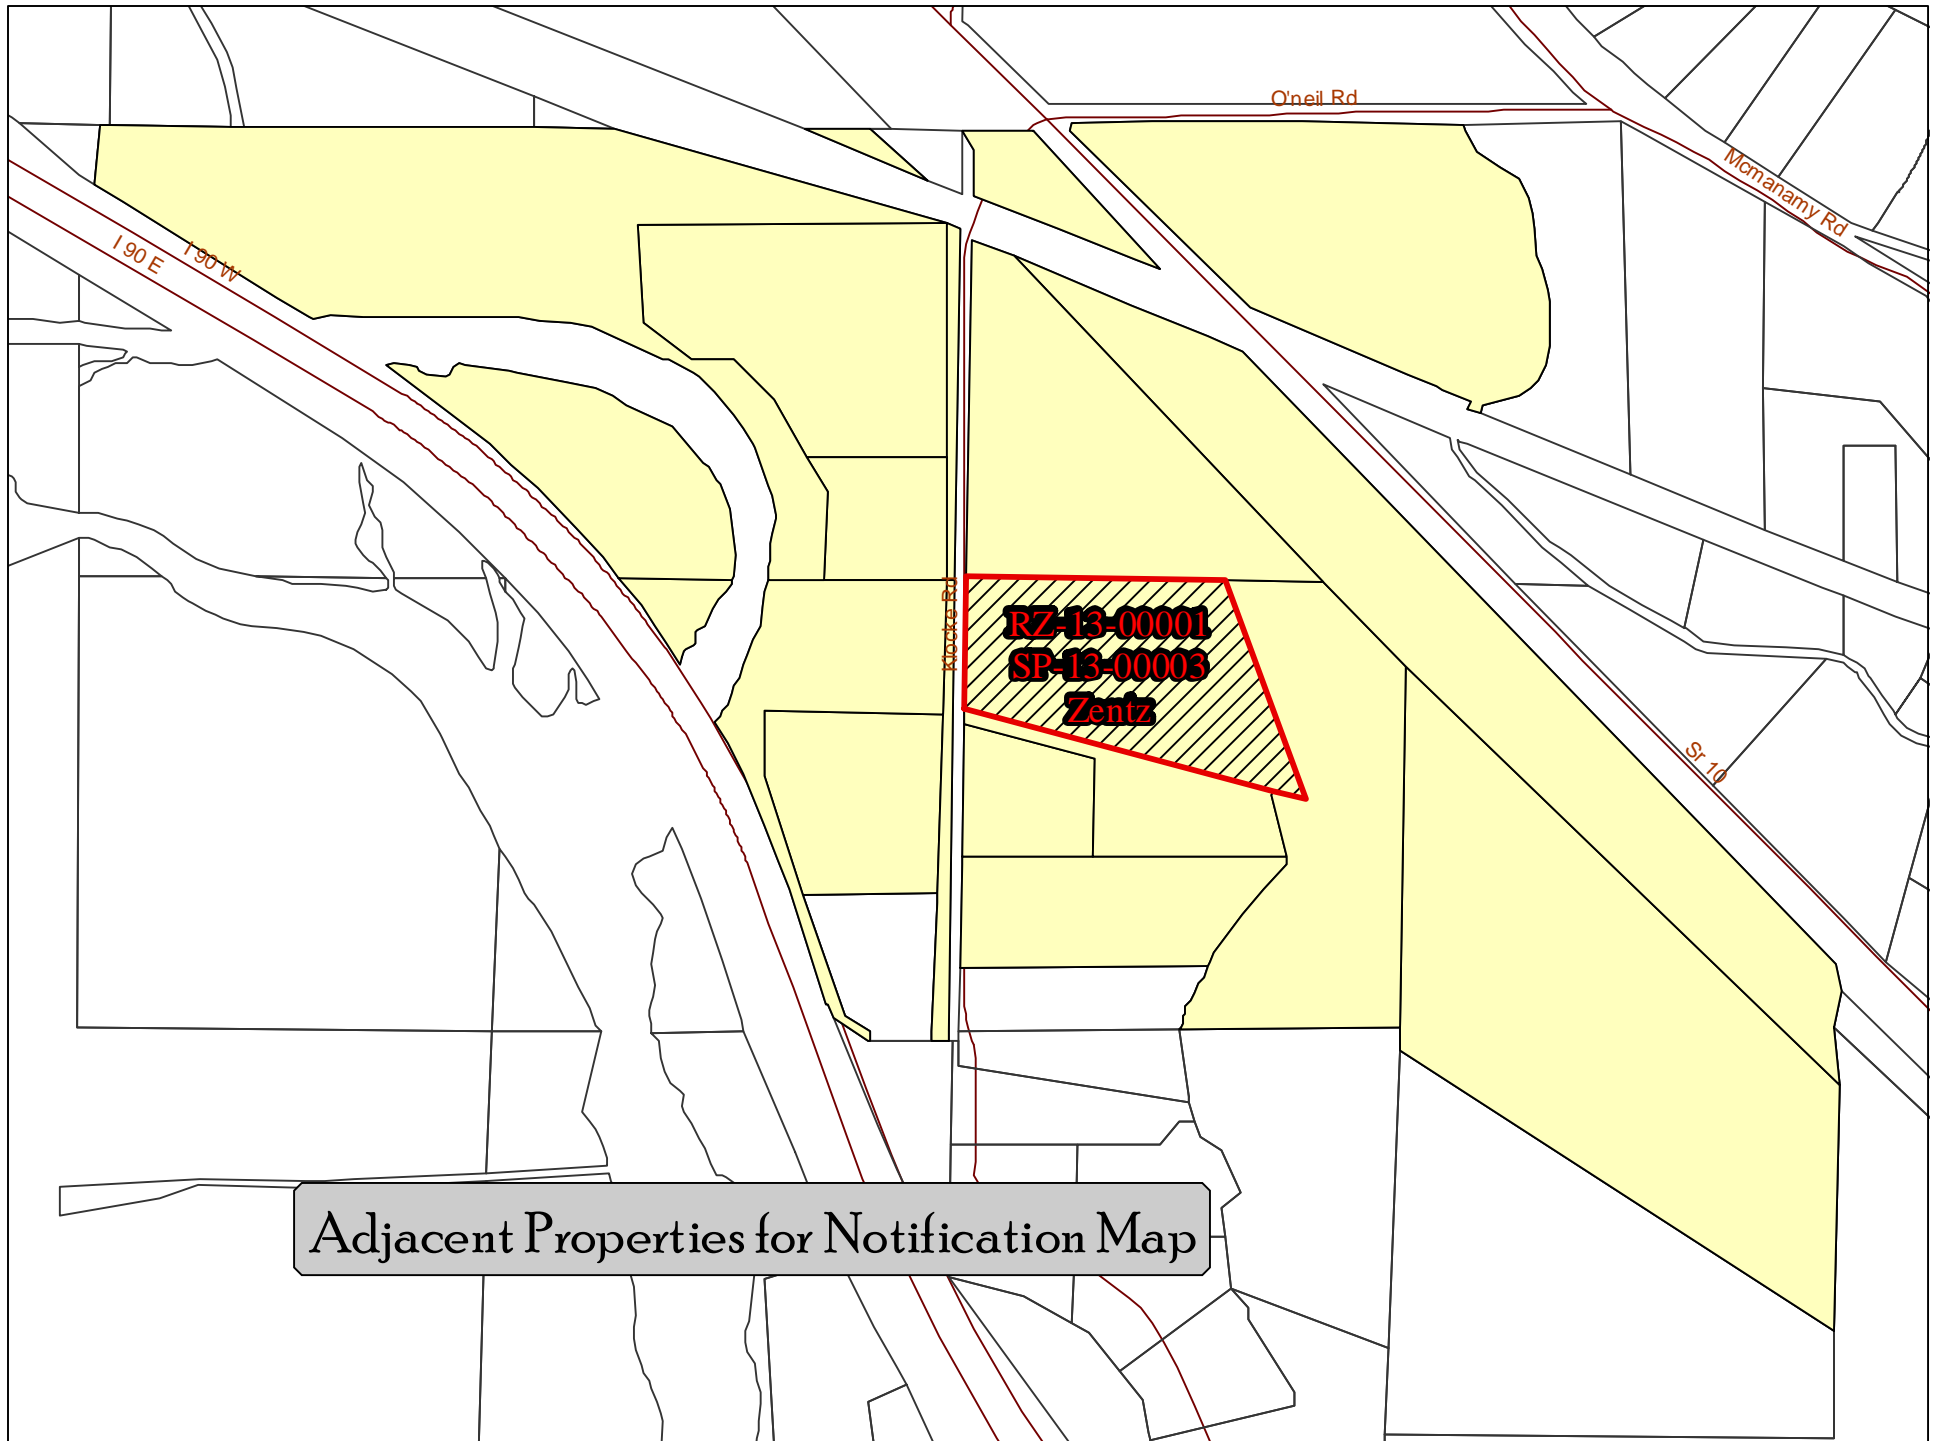 O'neil Rd
Mcmanamy Rd
I 90 E
I 90 W
Klocke Rd
RZ-13-00001
SP-13-00003
Zentz
Sr 10
Adjacent Properties for Notification Map